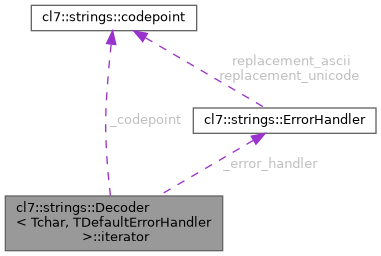 cl7::strings::codepoint
replacement_ascii
replacement_unicode
_codepoint
cl7::strings::ErrorHandler
_error_handler
cl7::strings::Decoder
< Tchar, TDefaultErrorHandler
>::iterator